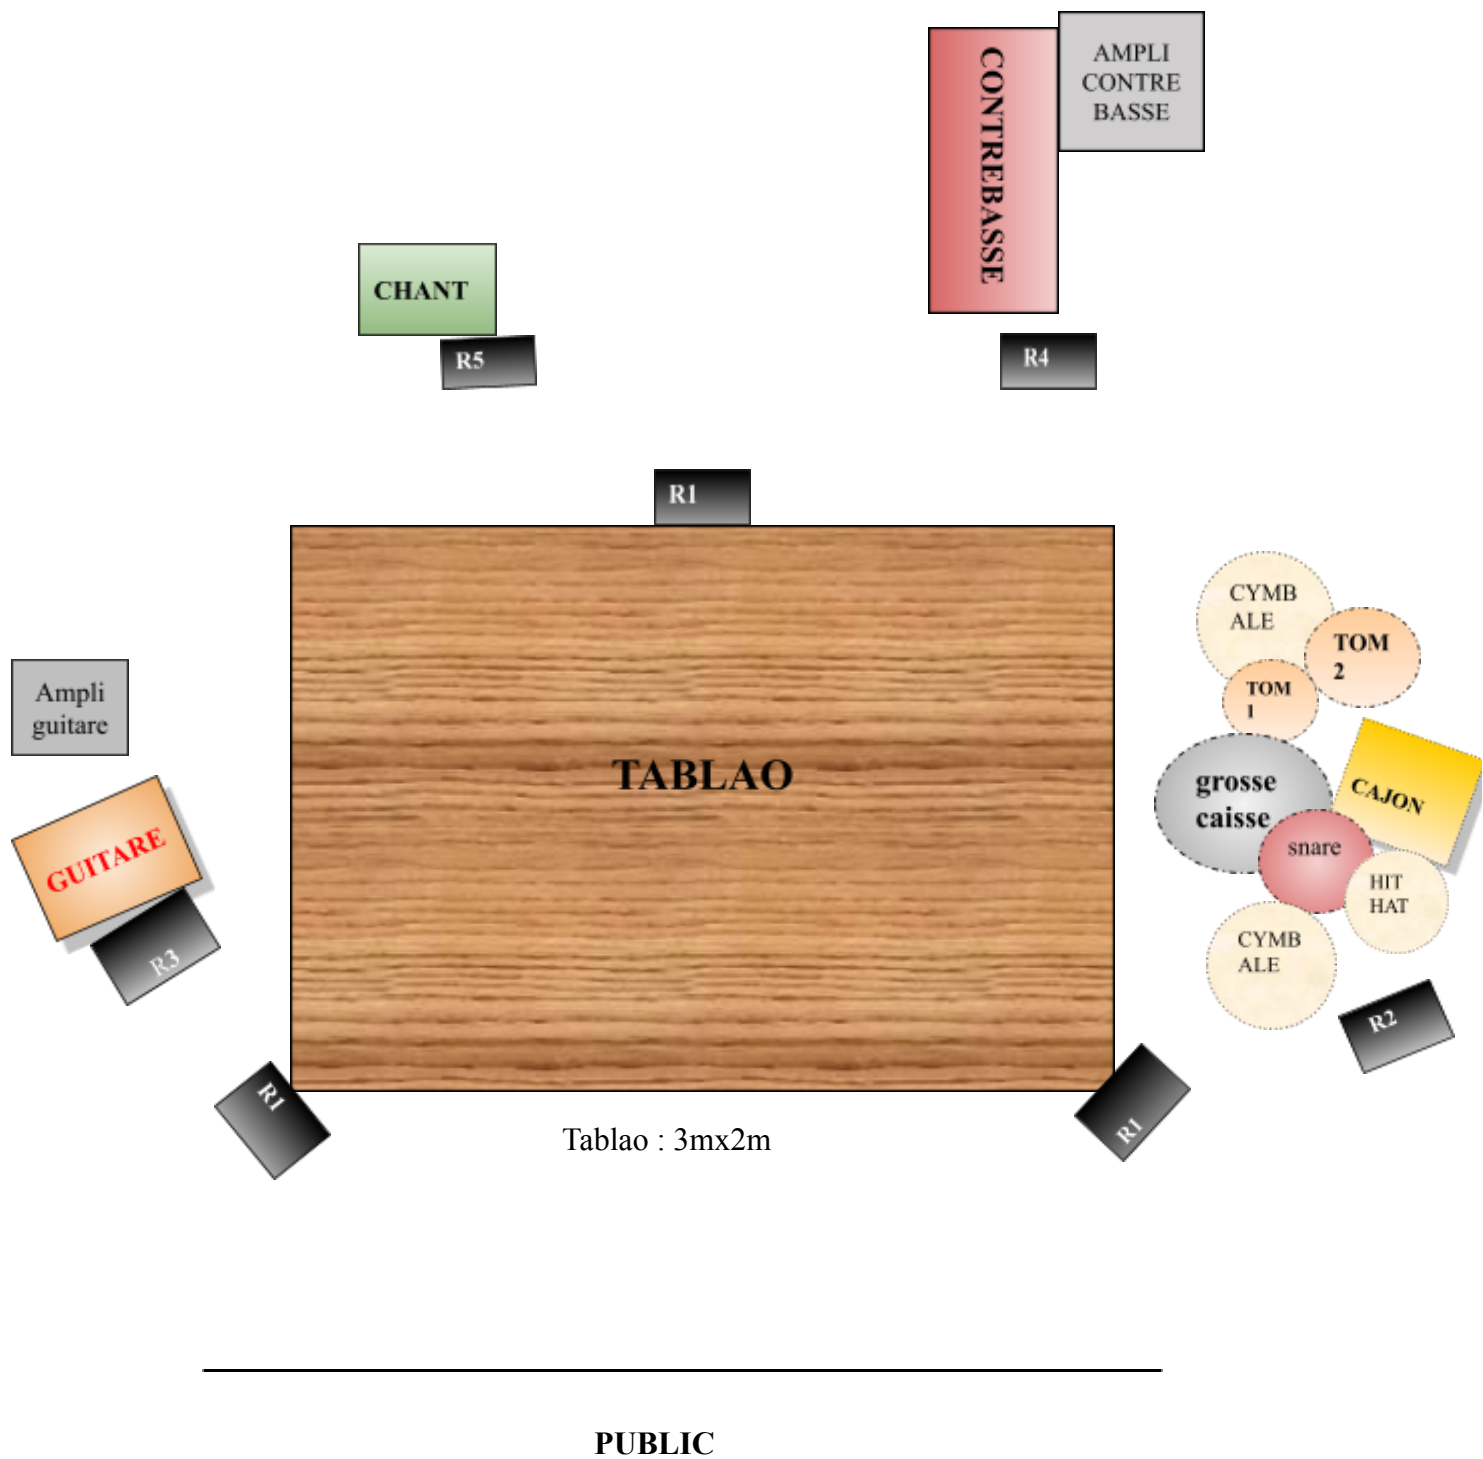 CONTREBASSE
AMPLI
CONTRE
BASSE
CHANT
R5
R4
R1
CYMB
ALE
TOM
2
TOM
1
Ampli
guitare
TABLAO
grosse
caisse
CAJON
snare
GUITARE
HIT
HAT
CYMB
ALE
R3
R2
R1
R1
Tablao : 3mx2m
PUBLIC